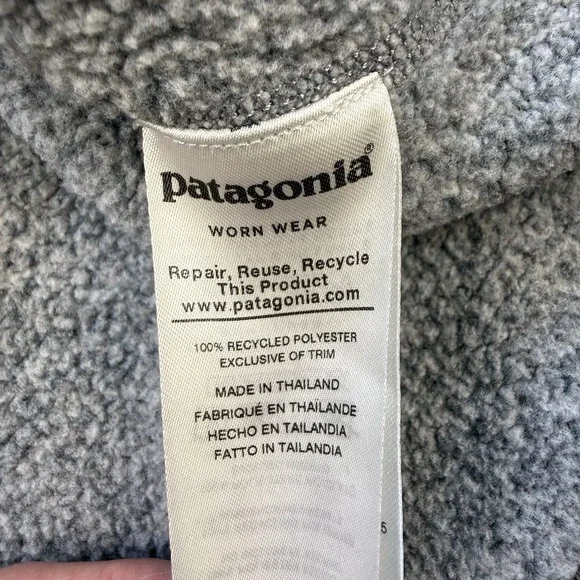 patagonia®
WORN WEAR
Repair, Reuse, Recycle
This Product
www.patagonia.com
100% RECYCLED POLYESTER
EXCLUSIVE OF TRIM
MADE IN THAILAND
FABRIQUÉ EN THAÏLANDE
HECHO EN TAILANDIA
FATTO IN TAILANDIA
5